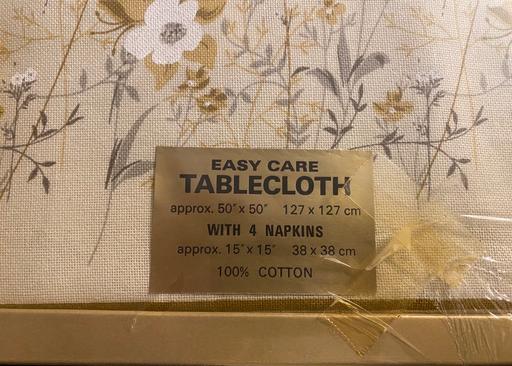 EASY CARE
TABLECLOTH
approx. 50″ x 50″ 127 x 127 cm
WITH 4 NAPKINS
approx. 15″ x 15″ 38 x 38 cm
100% COTTON